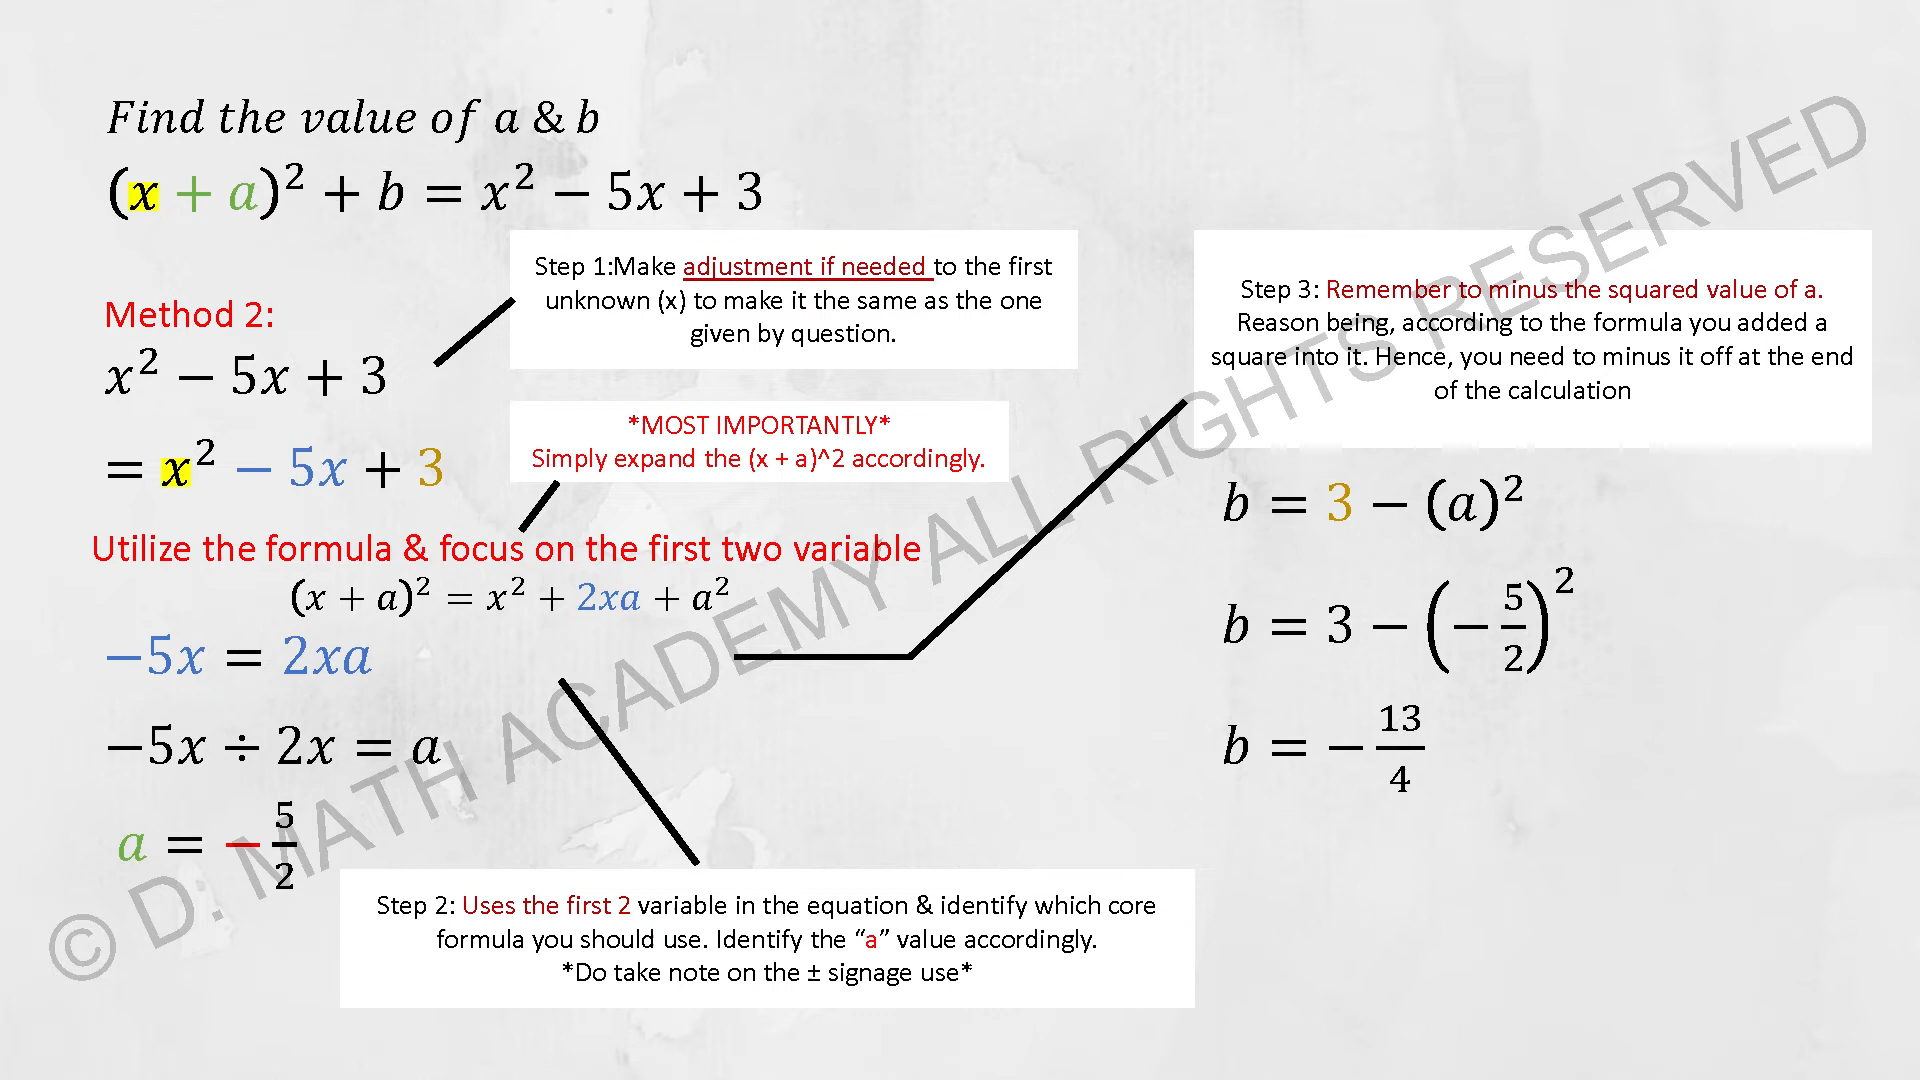 Find the value of a & b
(x + a)² + b = x² − 5x + 3
Method 2:
x² − 5x + 3
= x² − 5x + 3
Step 1:Make adjustment if needed to the first
unknown (x) to make it the same as the one
given by question.
*MOST IMPORTANTLY*
Simply expand the (x + a)^2 accordingly.
Utilize the formula & focus on the first two variable
(x + a)² = x² + 2xa + a²
−5x = 2xa
−5x ÷ 2x = a
a = −5/2
Step 2: Uses the first 2 variable in the equation & identify which core
formula you should use. Identify the “a” value accordingly.
*Do take note on the ± signage use*
Step 3: Remember to minus the squared value of a.
Reason being, according to the formula you added a
square into it. Hence, you need to minus it off at the end
of the calculation
b = 3 − (a)²
b = 3 − (−5/2)²
b = −13/4
© D. MATH ACADEMY ALL RIGHTS RESERVED